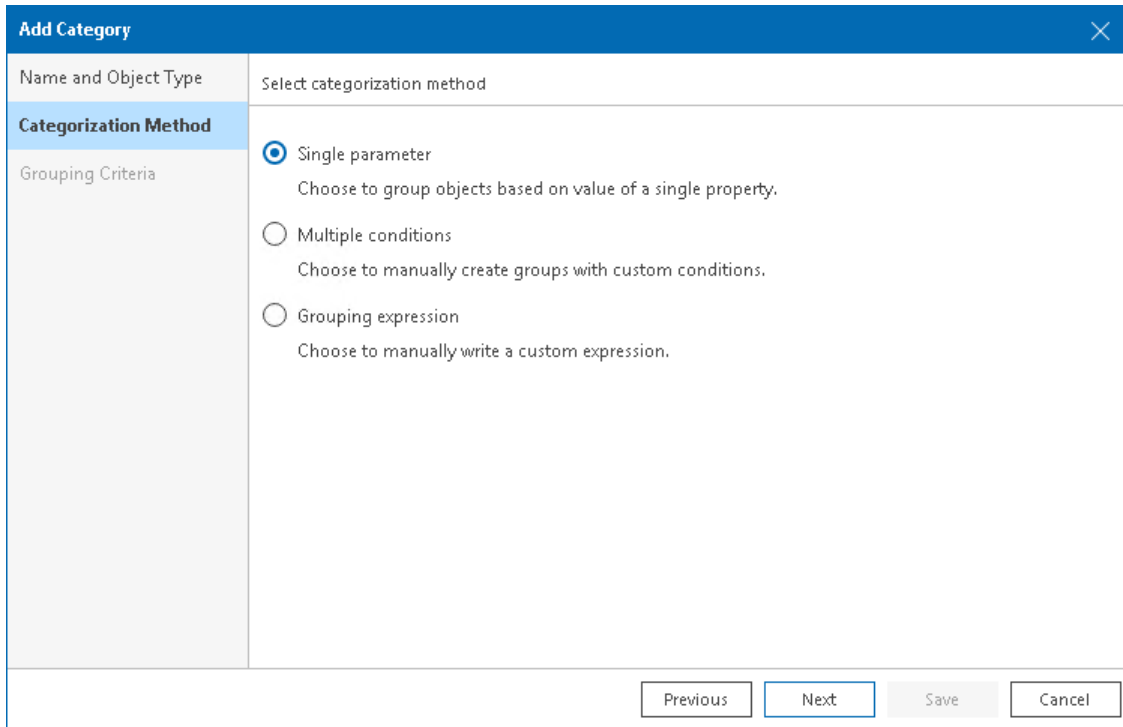 Add Category
Name and Object Type
Categorization Method
Grouping Criteria
Select categorization method
Single parameter
Choose to group objects based on value of a single property.
Multiple conditions
Choose to manually create groups with custom conditions.
Grouping expression
Choose to manually write a custom expression.
Previous
Next
Save
Cancel